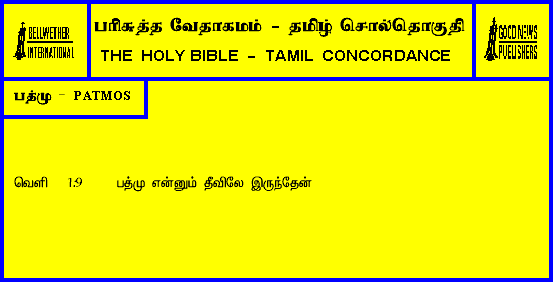 BELLWETHER
INTERNATIONAL
பரிசுத்த வேதாகமம் - தமிழ் சொல்தொகுதி
THE HOLY BIBLE - TAMIL CONCORDANCE
GOOD NEWS
PUBLISHERS
பத்மு - PATMOS
வெளி 1.9 பத்மு என்னும் தீவிலே இருந்தேன்